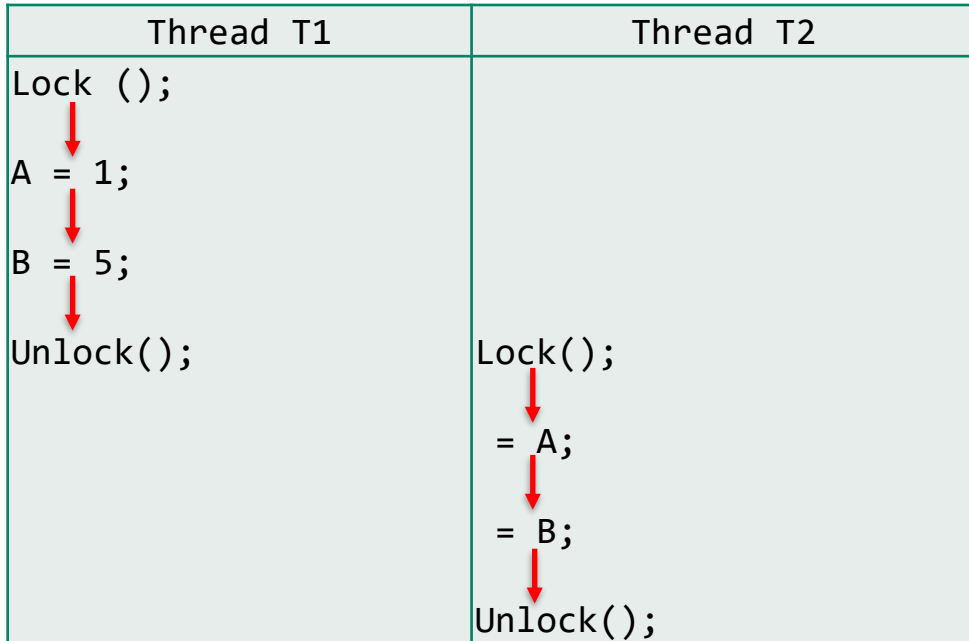 Thread T1
Thread T2
Lock ();
A = 1;
B = 5;
Unlock();
Lock();
= A;
= B;
Unlock();